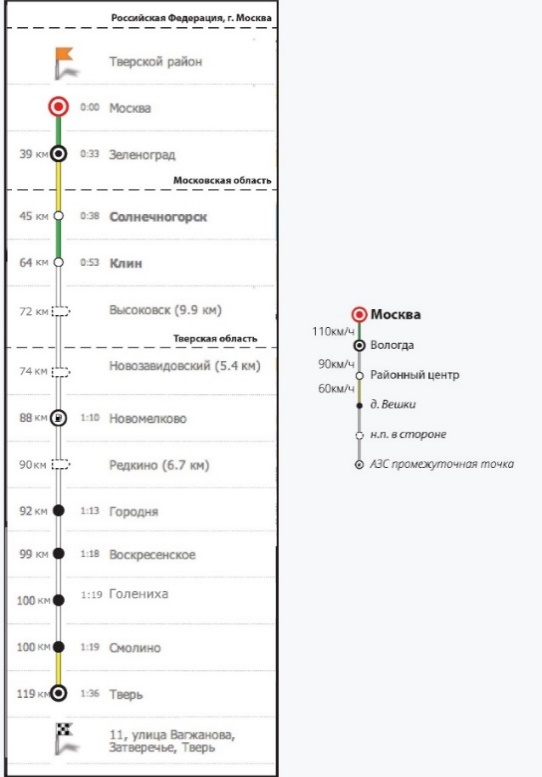 Российская Федерация, г. Москва
Тверской район
0:00 Москва
39 км 0:33 Зеленоград
Московская область
45 км 0:38 Солнечногорск
64 км 0:53 Клин
72 км Высоковск (9.9 км)
Тверская область
74 км Новозавидовский (5.4 км)
88 км 1:10 Новомелково
90км Редкино (6.7 км)
92 км 1:13 Городня
99 км 1:18 Воскресенское
100 км 1:19 Голениха
100 км 1:19 Смолино
119 км 1:36 Тверь
11, улица Вагжанова,
Затверечье, Тверь
Москва
110км/ч
Вологда
90км/ч
Районный центр
60км/ч
д. Вешки
н.п. в стороне
АЗС промежуточная точка